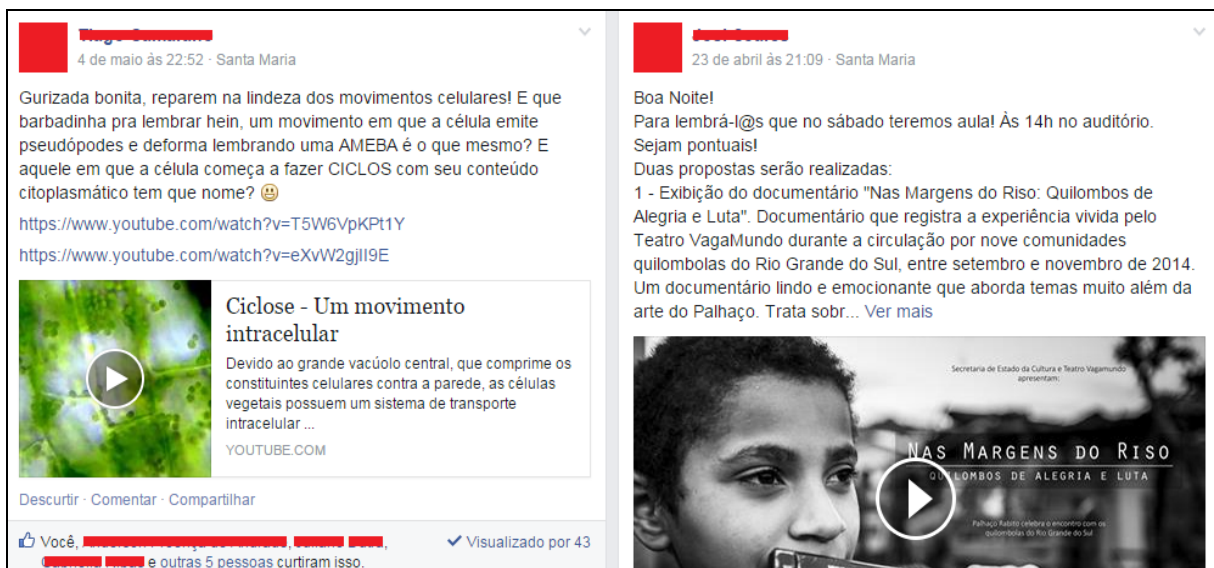 4 de maio às 22:52 · Santa Maria
Gurizada bonita, reparem na lindeza dos movimentos celulares! E que
barbadinha pra lembrar hein, um movimento em que a célula emite
pseudópodes e deforma lembrando uma AMEBA é o que mesmo? E
aquele em que a célula começa a fazer CICLOS com seu conteúdo
citoplasmático tem que nome?
https://www.youtube.com/watch?v=T5W6VpKPt1Y
https://www.youtube.com/watch?v=eXvW2gjlI9E
Ciclose - Um movimento
intracelular
Devido ao grande vacúolo central, que comprime os
constituintes celulares contra a parede, as células
vegetais possuem um sistema de transporte
intracelular ...
YOUTUBE.COM
Descurtir · Comentar · Compartilhar
Você,
e outras 5 pessoas curtiram isso.
Visualizado por 43
23 de abril às 21:09 · Santa Maria
Boa Noite!
Para lembrá-l@s que no sábado teremos aula! Às 14h no auditório.
Sejam pontuais!
Duas propostas serão realizadas:
1 - Exibição do documentário "Nas Margens do Riso: Quilombos de
Alegria e Luta". Documentário que registra a experiência vivida pelo
Teatro VagaMundo durante a circulação por nove comunidades
quilombolas do Rio Grande do Sul, entre setembro e novembro de 2014.
Um documentário lindo e emocionante que aborda temas muito além da
arte do Palhaço. Trata sobr... Ver mais
Secretaria de Estado da Cultura e Teatro Vagamundo
apresentam:
NAS MARGENS DO RISO
QUILOMBOS DE ALEGRIA E LUTA
Palhaço Rabito celebra o encontro com os
quilombolas do Rio Grande do Sul